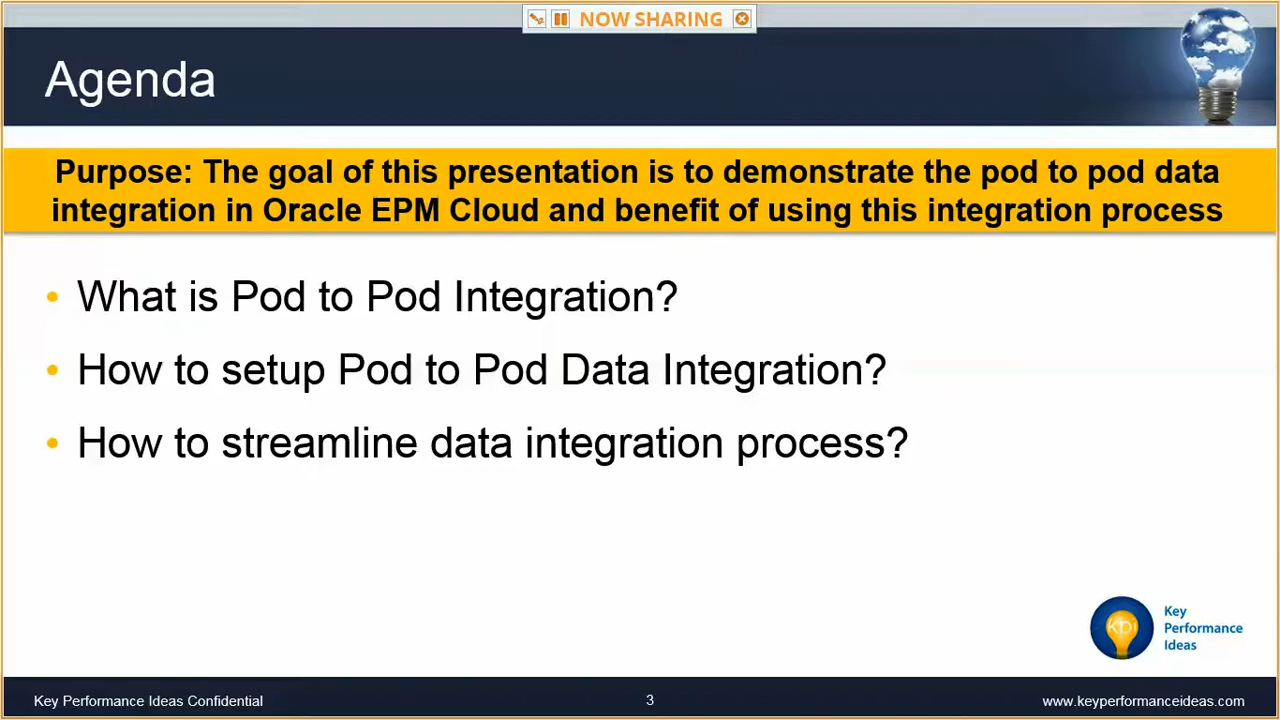 NOW SHARING
Agenda
Purpose: The goal of this presentation is to demonstrate the pod to pod data
integration in Oracle EPM Cloud and benefit of using this integration process
• What is Pod to Pod Integration?
• How to setup Pod to Pod Data Integration?
• How to streamline data integration process?
kpi
Key
Performance
Ideas
Key Performance Ideas Confidential
3
www.keyperformanceideas.com